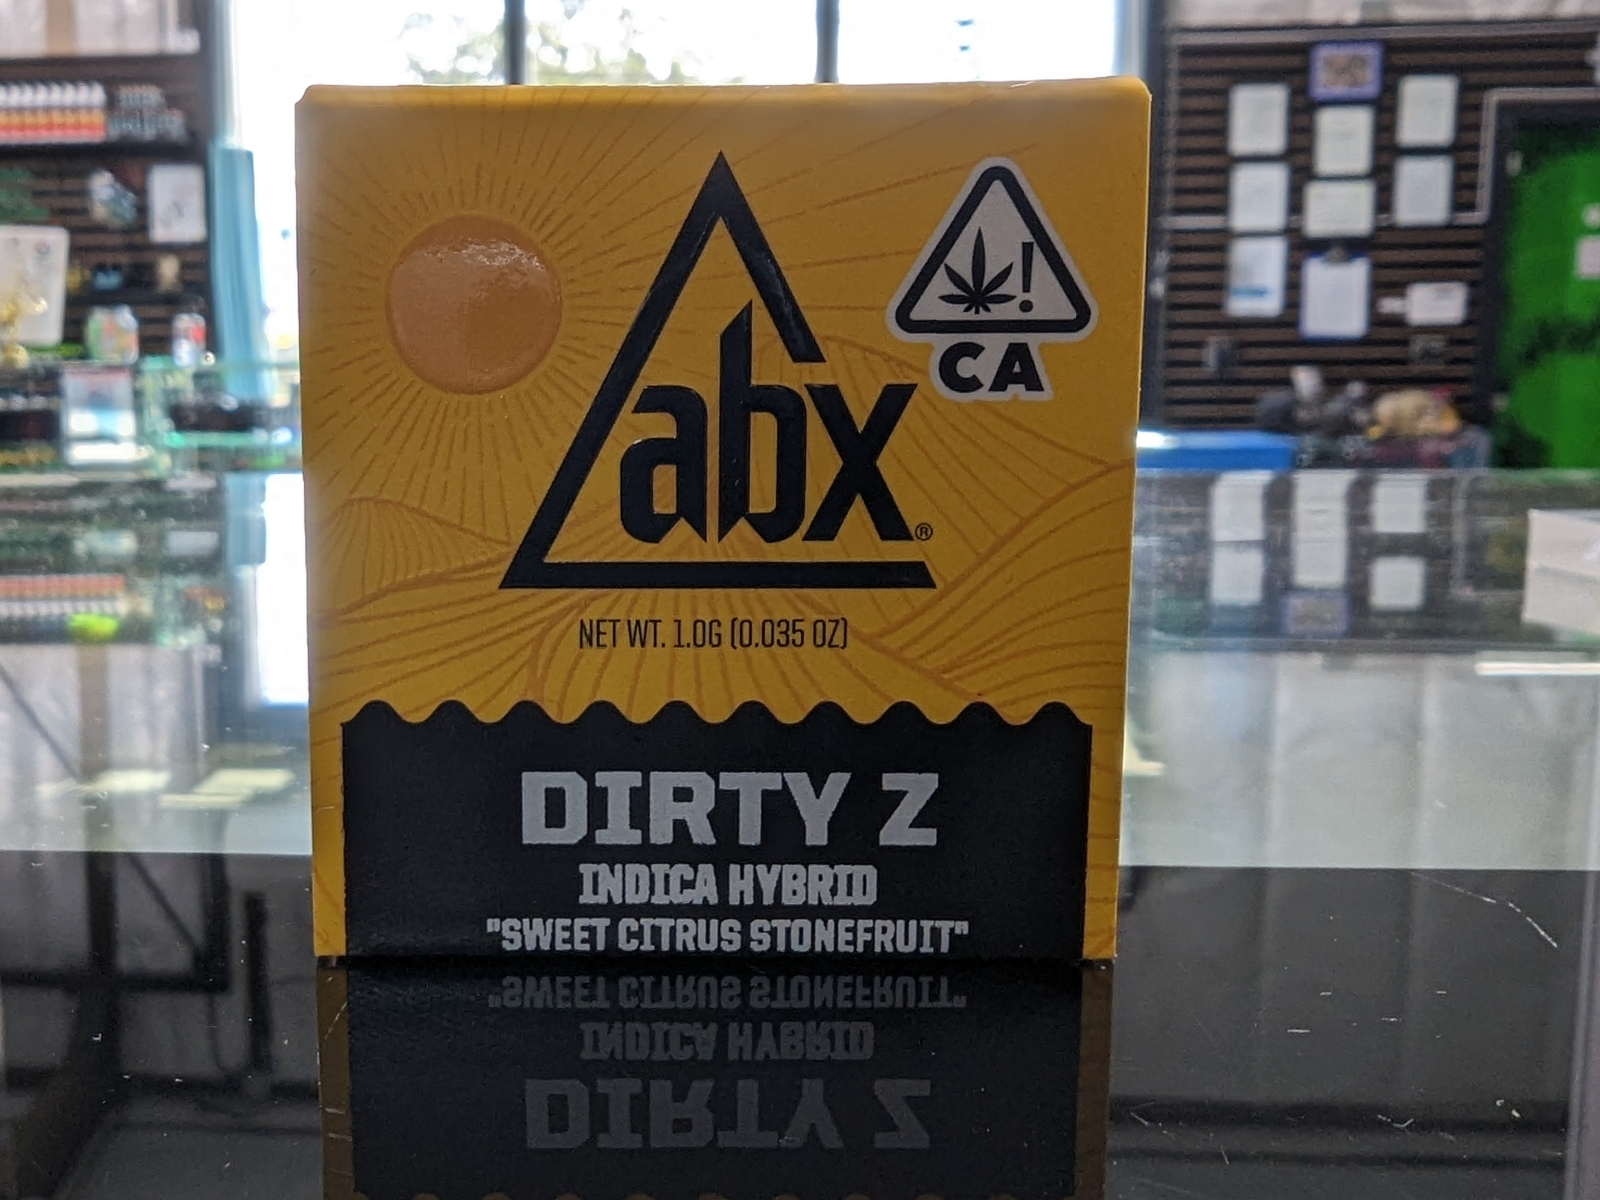 abx®
!
CA
NET WT. 1.0G (0.035 OZ)
DIRTY Z
INDICA HYBRID
"SWEET CITRUS STONEFRUIT"